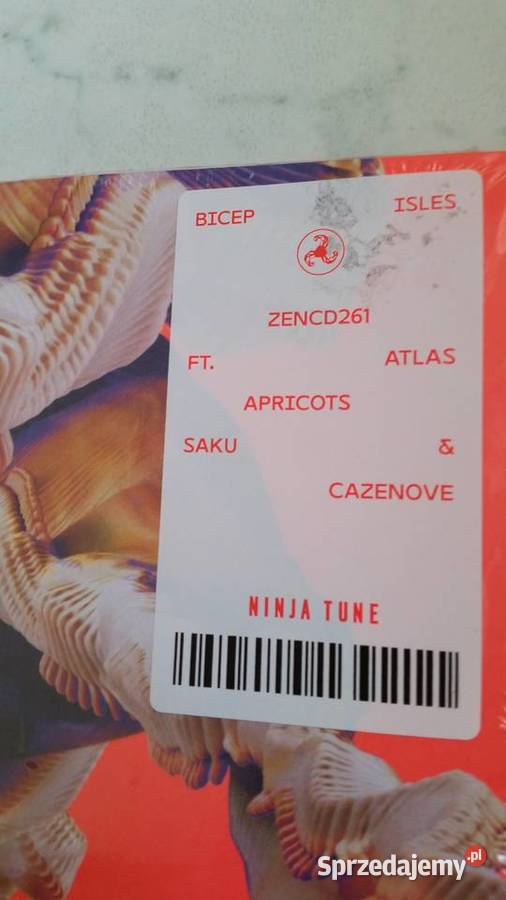 BICEP ISLES
ZENCD261
FT. ATLAS
APRICOTS
SAKU &
CAZENOVE
NINJA TUNE
Sprzedajemy.pl